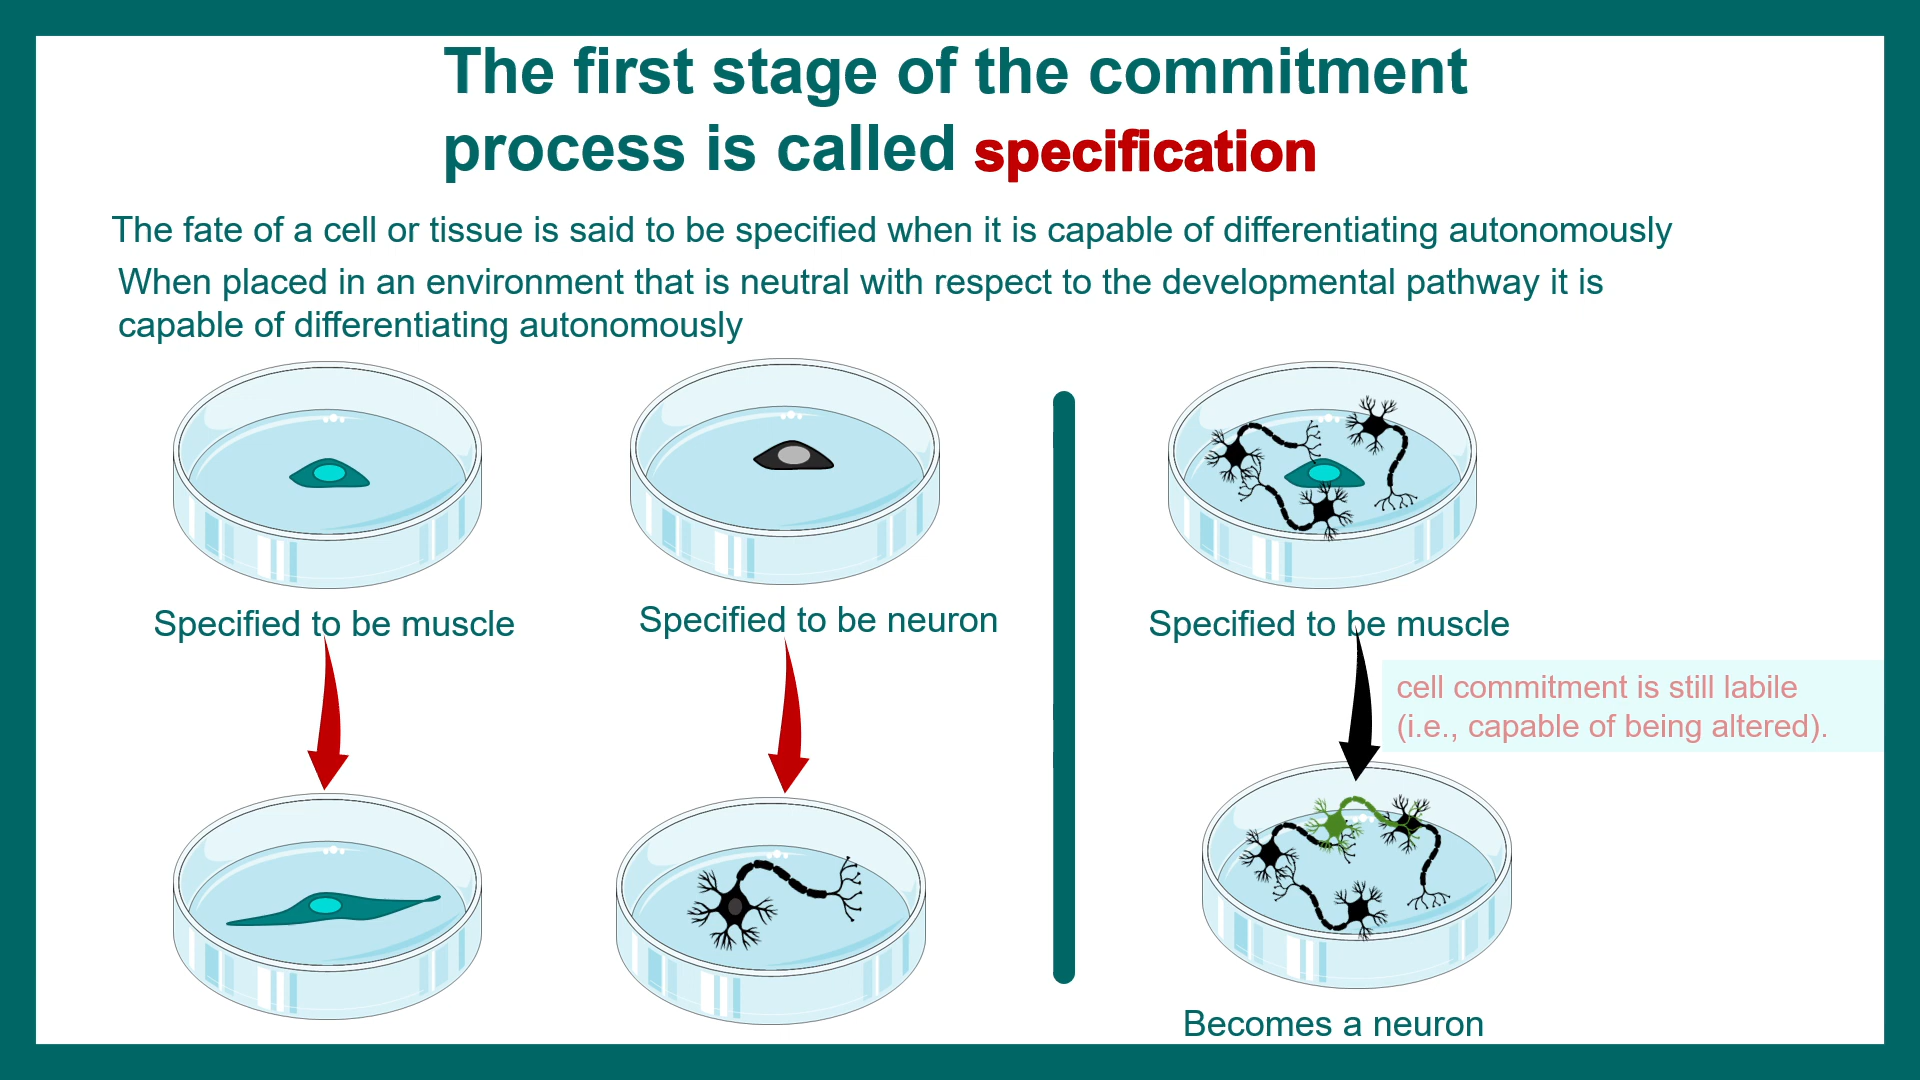 The first stage of the commitment
process is called specification
The fate of a cell or tissue is said to be specified when it is capable of differentiating autonomously
When placed in an environment that is neutral with respect to the developmental pathway it is
capable of differentiating autonomously
Specified to be muscle
Specified to be neuron
Specified to be muscle
cell commitment is still labile
(i.e., capable of being altered).
Becomes a neuron